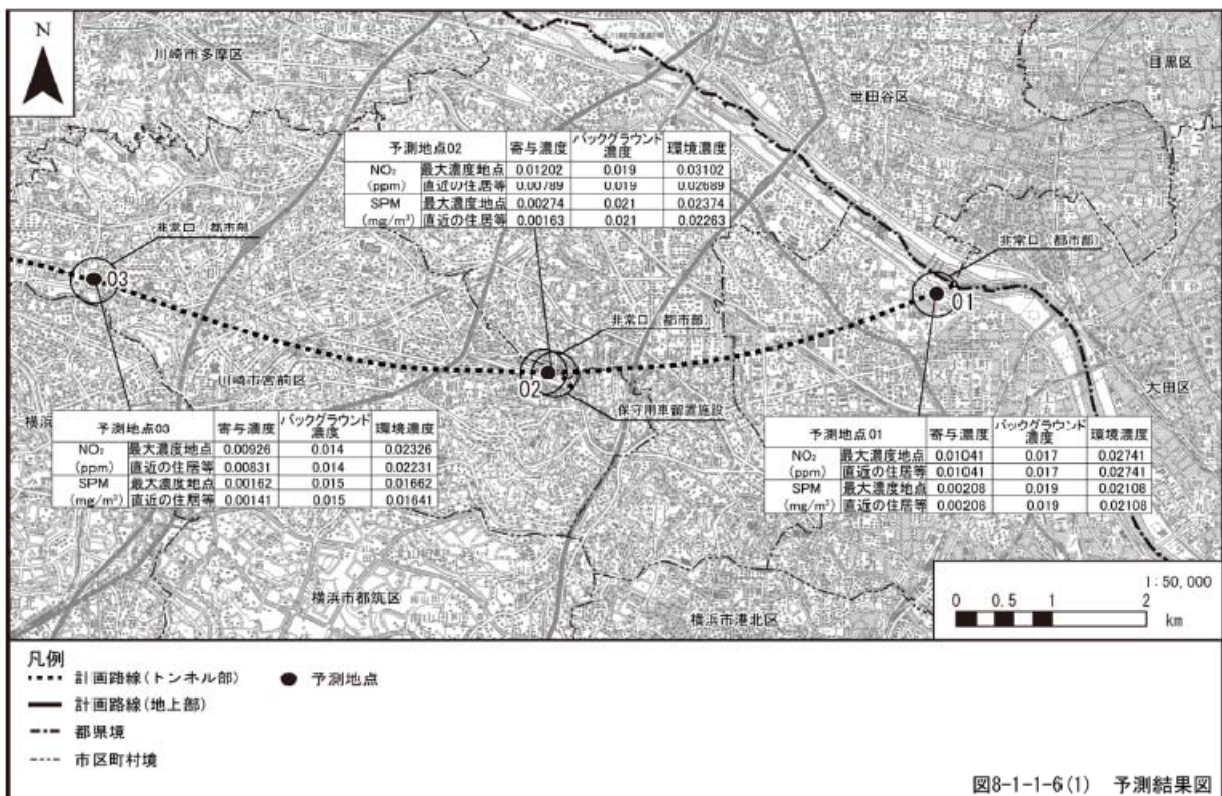 N
川崎市多摩区
目黒区
世田谷区
予測地点02 寄与濃度 バックグラウンド濃度 環境濃度
NO₂ 最大濃度地点 0.01202 0.019 0.03102
(ppm) 直近の住居等 0.00789 0.019 0.02689
SPM 最大濃度地点 0.00274 0.021 0.02374
(mg/m³) 直近の住居等 0.00163 0.021 0.02263
非常口(都市部)
非常口(都市部)
03
01
非常口(都市部)
02
川崎市宮前区
保守用車留置施設
大田区
予測地点03 寄与濃度 バックグラウンド濃度 環境濃度
NO₂ 最大濃度地点 0.00926 0.014 0.02326
(ppm) 直近の住居等 0.00831 0.014 0.02231
SPM 最大濃度地点 0.00162 0.015 0.01662
(mg/m³) 直近の住居等 0.00141 0.015 0.01641
予測地点01 寄与濃度 バックグラウンド濃度 環境濃度
NO₂ 最大濃度地点 0.01041 0.017 0.02741
(ppm) 直近の住居等 0.01041 0.017 0.02741
SPM 最大濃度地点 0.00208 0.019 0.02108
(mg/m³) 直近の住居等 0.00208 0.019 0.02108
横浜市都筑区
横浜市港北区
1:50,000
0 0.5 1 2
km
凡例
計画路線(トンネル部) 予測地点
計画路線(地上部)
都県境
市区町村境
図8-1-1-6(1) 予測結果図